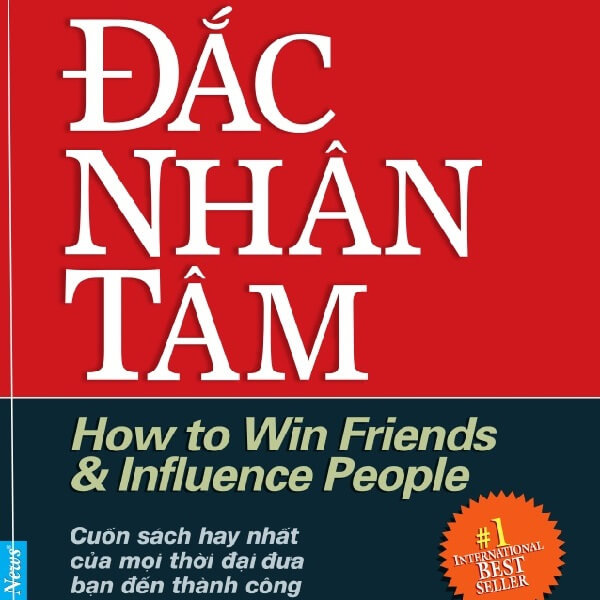 ĐẮC
NHÂN
TÂM
How to Win Friends
& Influence People
Cuốn sách hay nhất
của mọi thời đại đưa
bạn đến thành công
#1
INTERNATIONAL
BEST
SELLER
News®